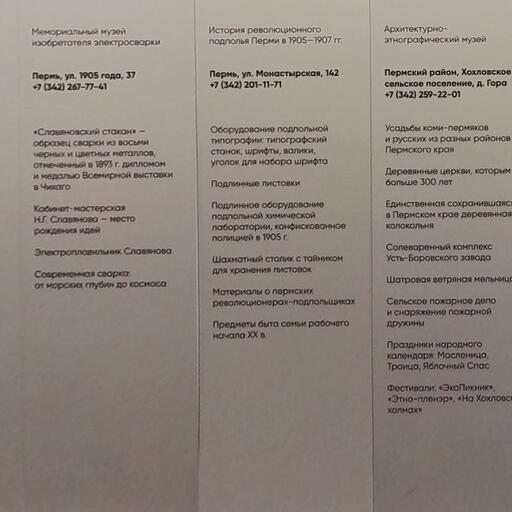 Мемориальный музей
изобретателя электросварки
Пермь, ул. 1905 года, 37
+7 (342) 267-77-41
«Славяновский стакан» –
образец сварки из восьми
черных и цветных металлов,
отмеченный в 1893 г. дипломом
и медалью Всемирной выставки
в Чикаго
Кабинет-мастерская
Н.Г. Славянова – место
рождения идей
Электроплавильник Славянова
Современная сварка:
от морских глубин до космоса
История революционного
подполья Перми в 1905–1907 гг.
Пермь, ул. Монастырская, 142
+7 (342) 201-11-71
Оборудование подпольной
типографии: типографский
станок, шрифты, валики,
уголок для набора шрифта
Подлинные листовки
Подлинное оборудование
подпольной химической
лаборатории, конфискованное
полицией в 1905 г.
Шахматный столик с тайником
для хранения листовок
Материалы о пермских
революционерах-подпольщиках
Предметы быта семьи рабочего
начала XX в.
Архитектурно-
этнографический музей
Пермский район, Хохловское
сельское поселение, д. Гора
+7 (342) 259-22-01
Усадьбы коми-пермяков
и русских из разных районов
Пермского края
Деревянные церкви, которым
больше 300 лет
Единственная сохранившаяся
в Пермском крае деревянная
колокольня
Солеваренный комплекс
Усть-Боровского завода
Шатровая ветряная мельница
Сельское пожарное депо
и снаряжение пожарной
дружины
Праздники народного
календаря: Масленица,
Троица, Яблочный Спас
Фестивали: «ЭкоПикник»,
«Этно-пленэр», «На Хохловс
холмах»